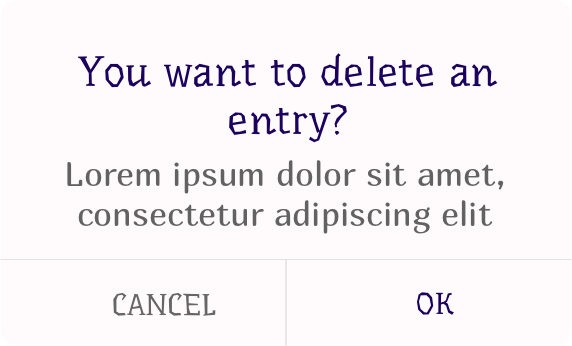 You want to delete an
entry?
Lorem ipsum dolor sit amet,
consectetur adipiscing elit
CANCEL
OK